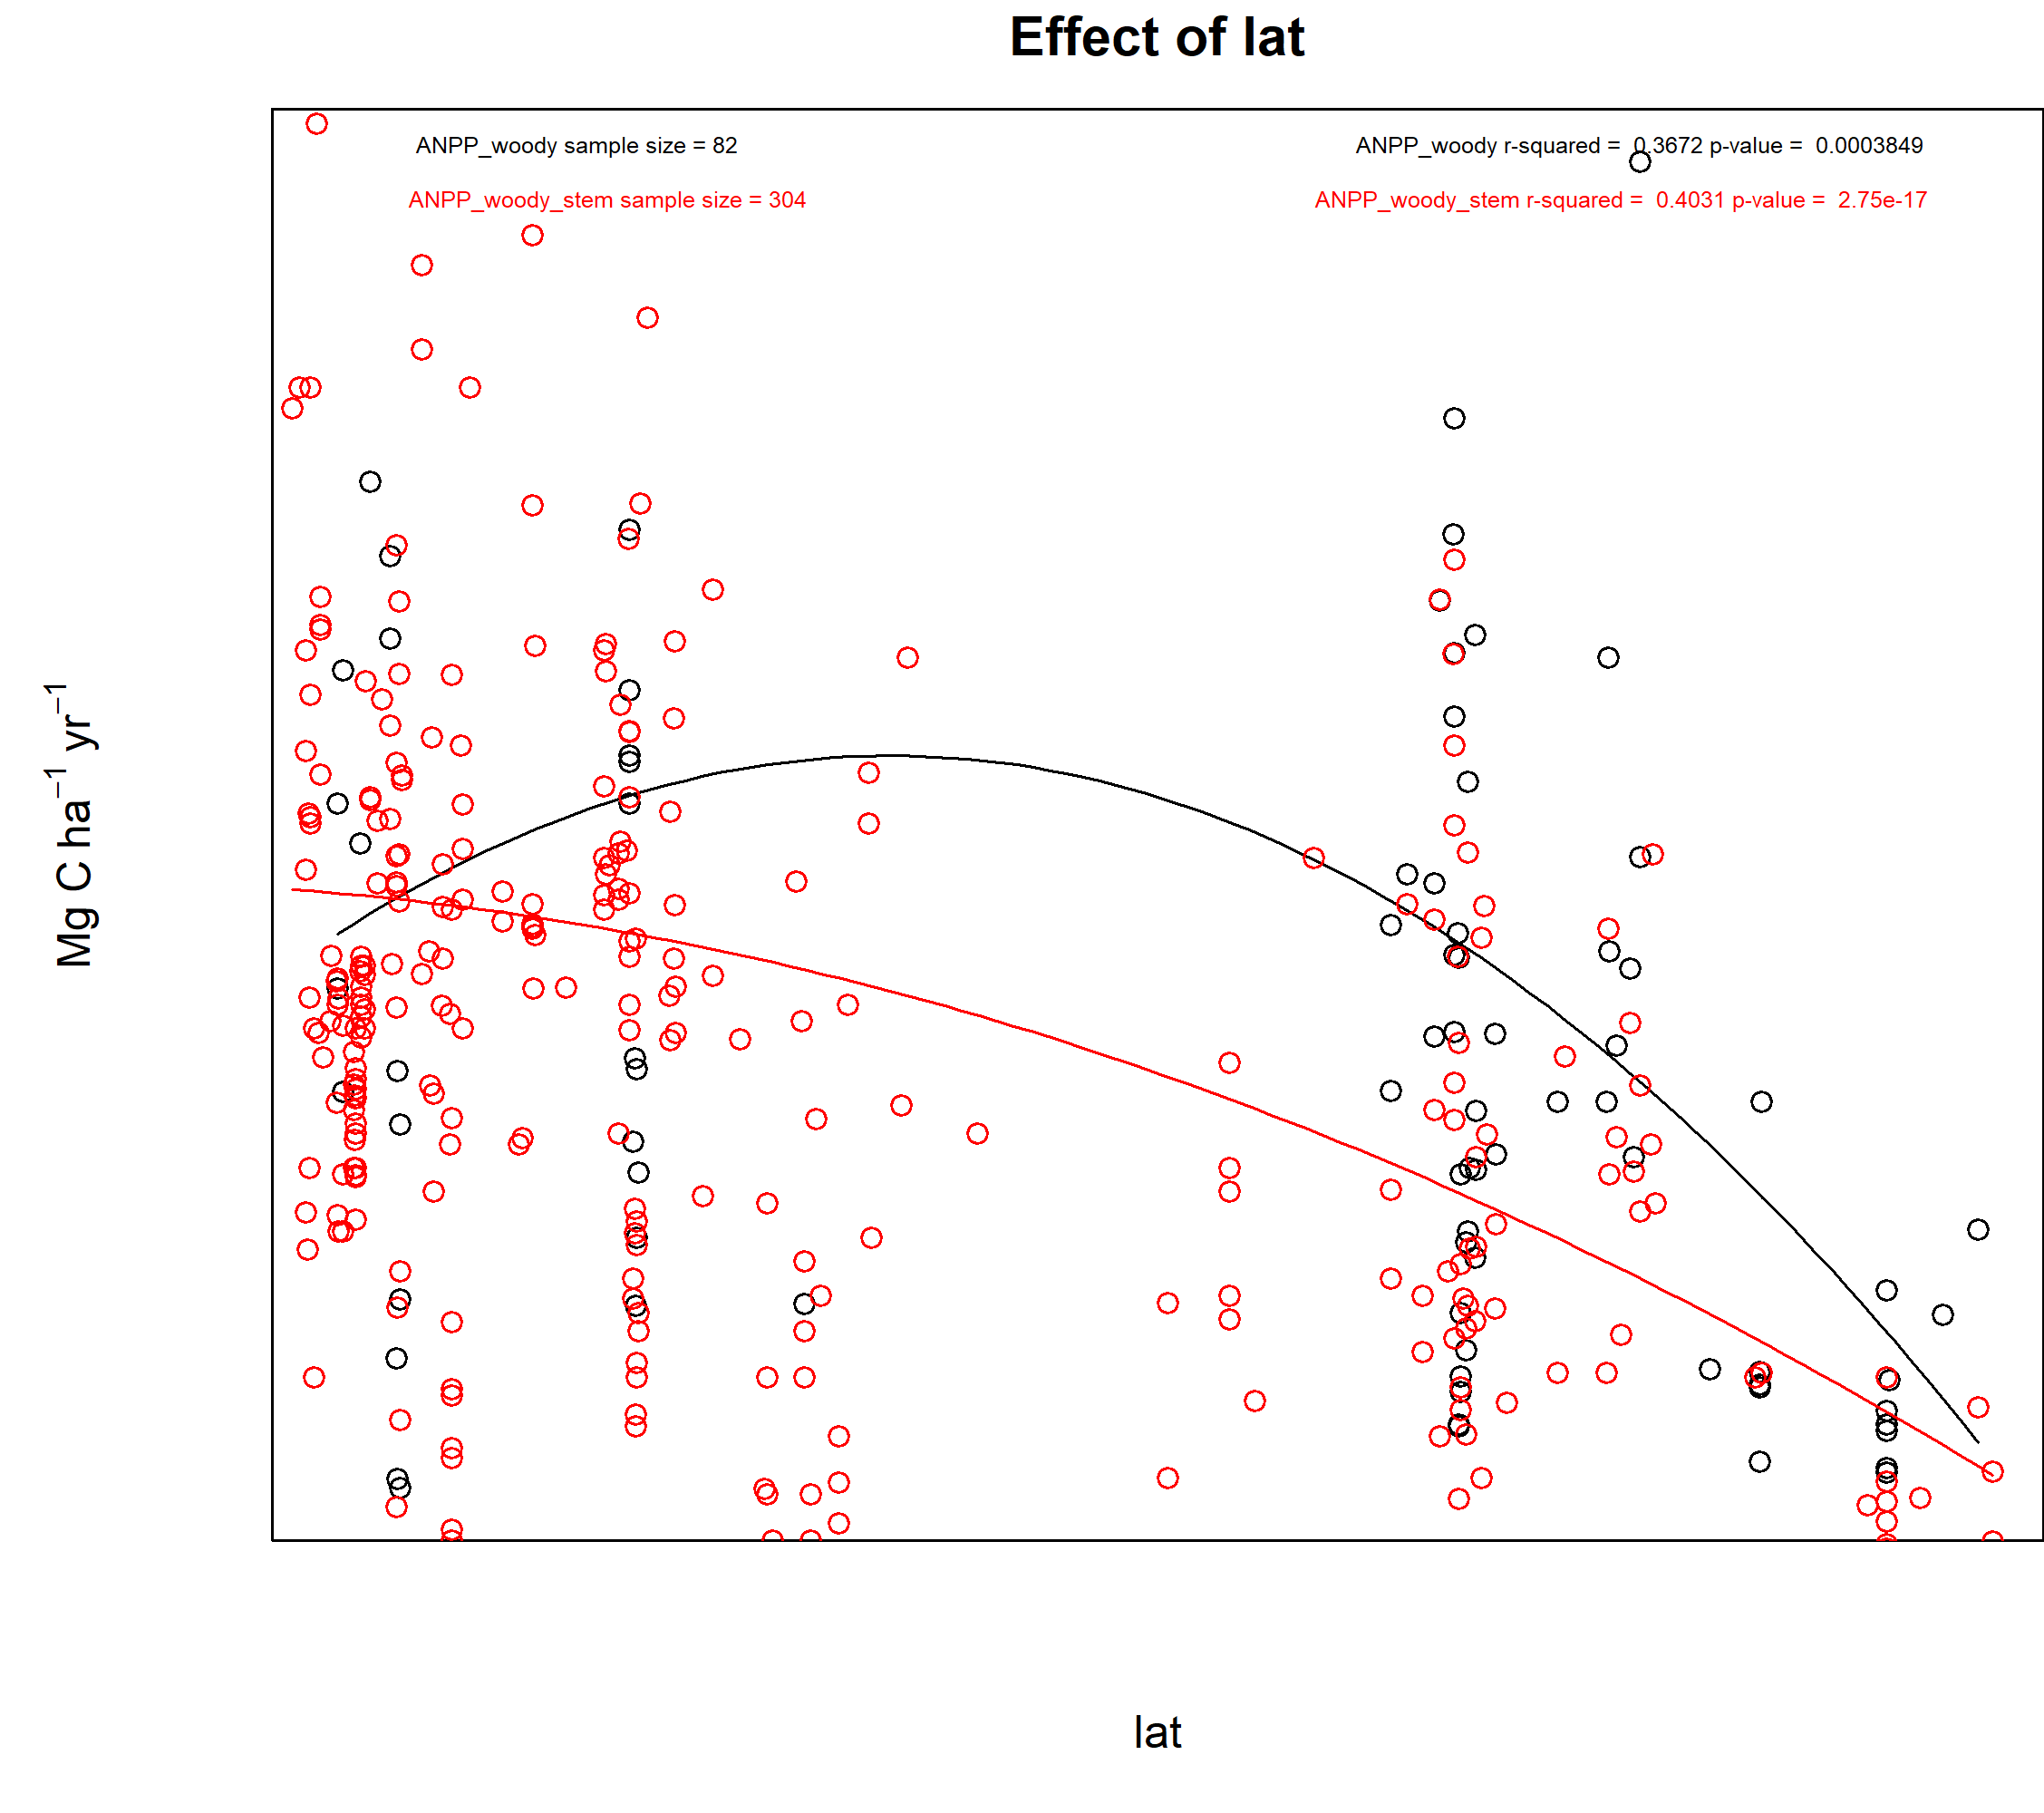 Effect of lat
ANPP_woody sample size = 82
ANPP_woody r-squared = 0.3672 p-value = 0.0003849
ANPP_woody_stem sample size = 304
ANPP_woody_stem r-squared = 0.4031 p-value = 2.75e-17
Mg C ha⁻¹ yr⁻¹
lat